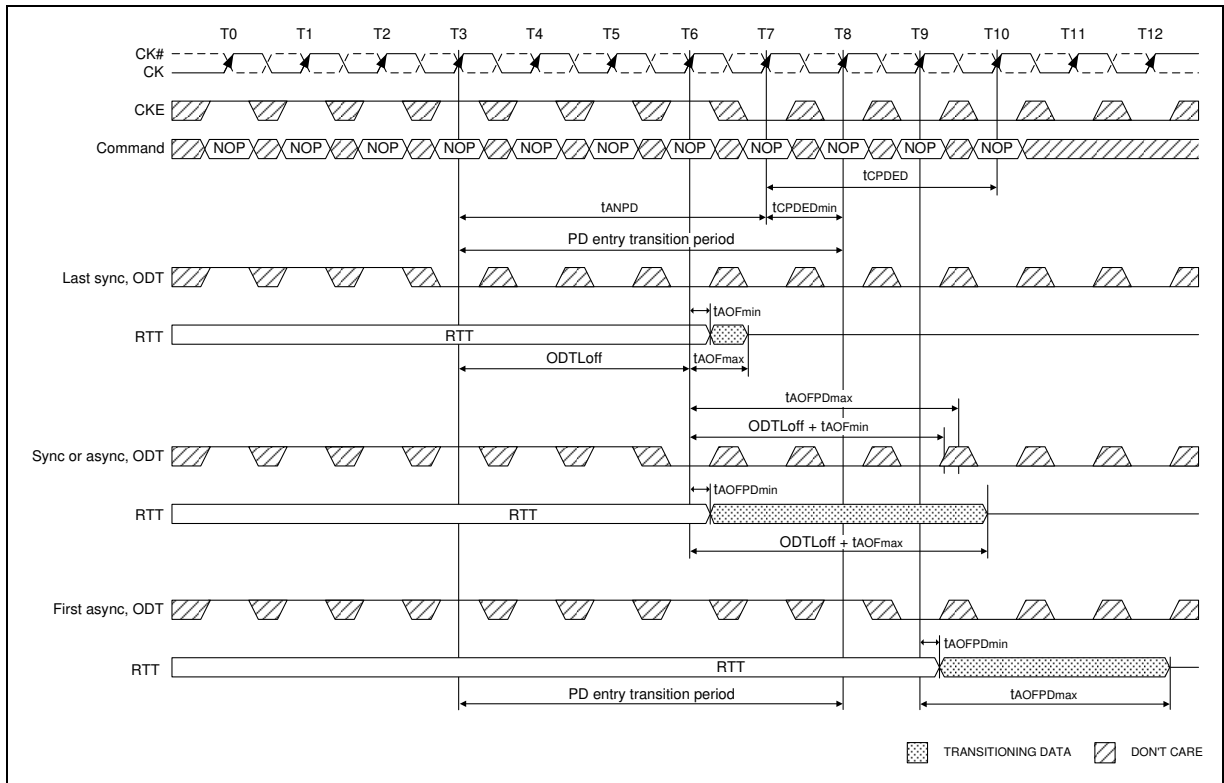 T0 T1 T2 T3 T4 T5 T6 T7 T8 T9 T10 T11 T12
CK#
CK
CKE
Command NOP NOP NOP NOP NOP NOP NOP NOP NOP NOP NOP
tCPDED
tANPD tCPDEDmin
PD entry transition period
Last sync, ODT
tAOFmin
RTT RTT
ODTLoff tAOFmax
tAOFPDmax
ODTLoff + tAOFmin
Sync or async, ODT
tAOFPDmin
RTT RTT
ODTLoff + tAOFmax
First async, ODT
tAOFPDmin
RTT RTT
PD entry transition period tAOFPDmax
TRANSITIONING DATA DON'T CARE